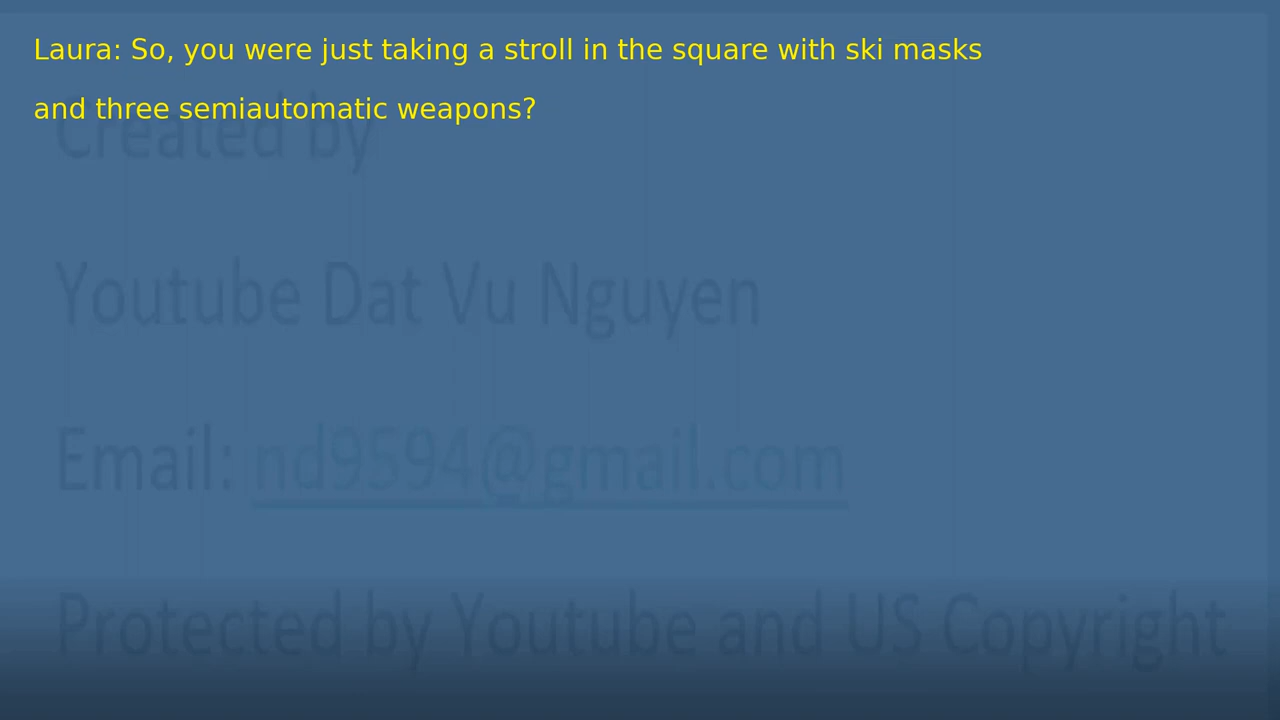 Laura: So, you were just taking a stroll in the square with ski masks
and three semiautomatic weapons?
Created by
Youtube Dat Vu Nguyen
Email: nd9594@gmail.com
Protected by Youtube and US Copyright